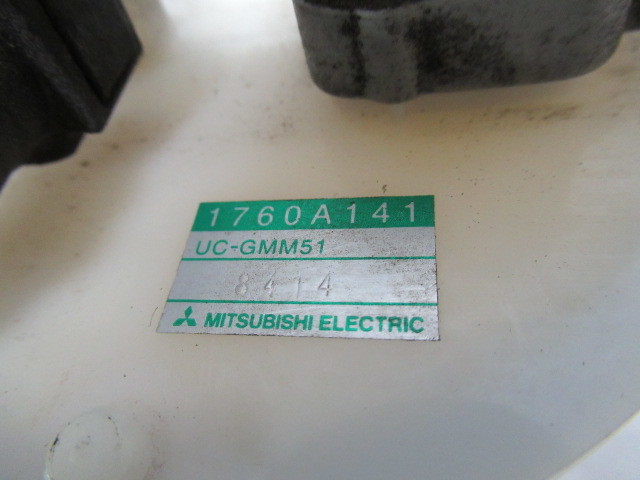 1760A141
UC-GMM51
8414
MITSUBISHI ELECTRIC